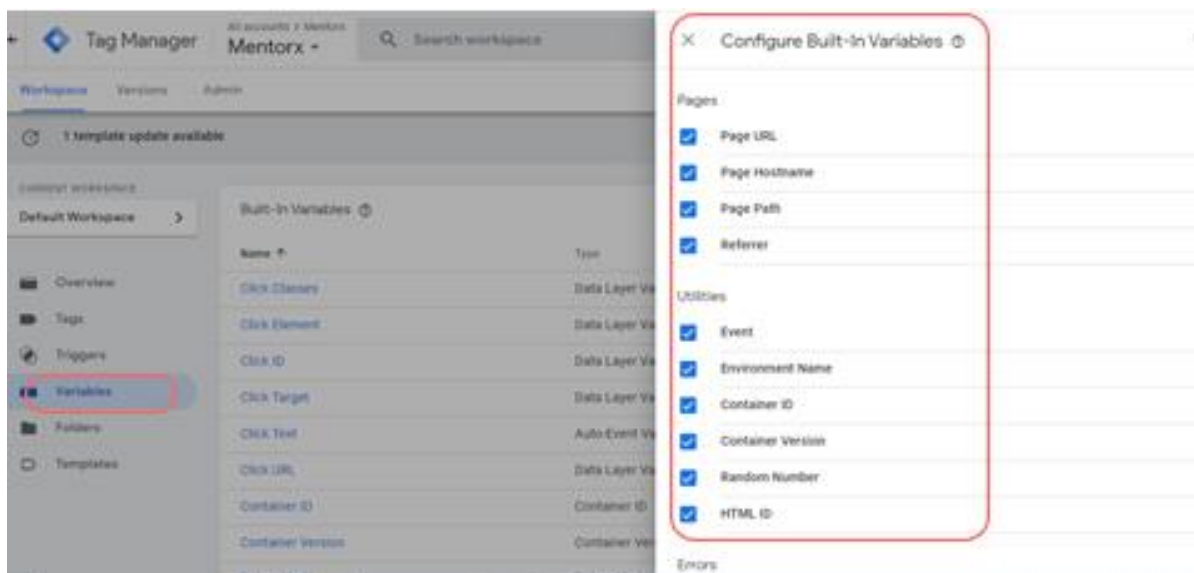 Tag Manager
All accounts > Mentorx
Mentorx
Search workspace
Workspace Versions Admin
1 template update available
CURRENT WORKSPACE
Default Workspace
Overview
Tags
Triggers
Variables
Folders
Templates
Built-In Variables
Name Type
Click Classes Data Layer Va
Click Element Data Layer Va
Click ID Data Layer Va
Click Target Data Layer Va
Click Text Auto-Event Va
Click URL Data Layer Va
Container ID Container ID
Container Version Container Ver
Configure Built-In Variables
Pages
Page URL
Page Hostname
Page Path
Referrer
Utilities
Event
Environment Name
Container ID
Container Version
Random Number
HTML ID
Errors